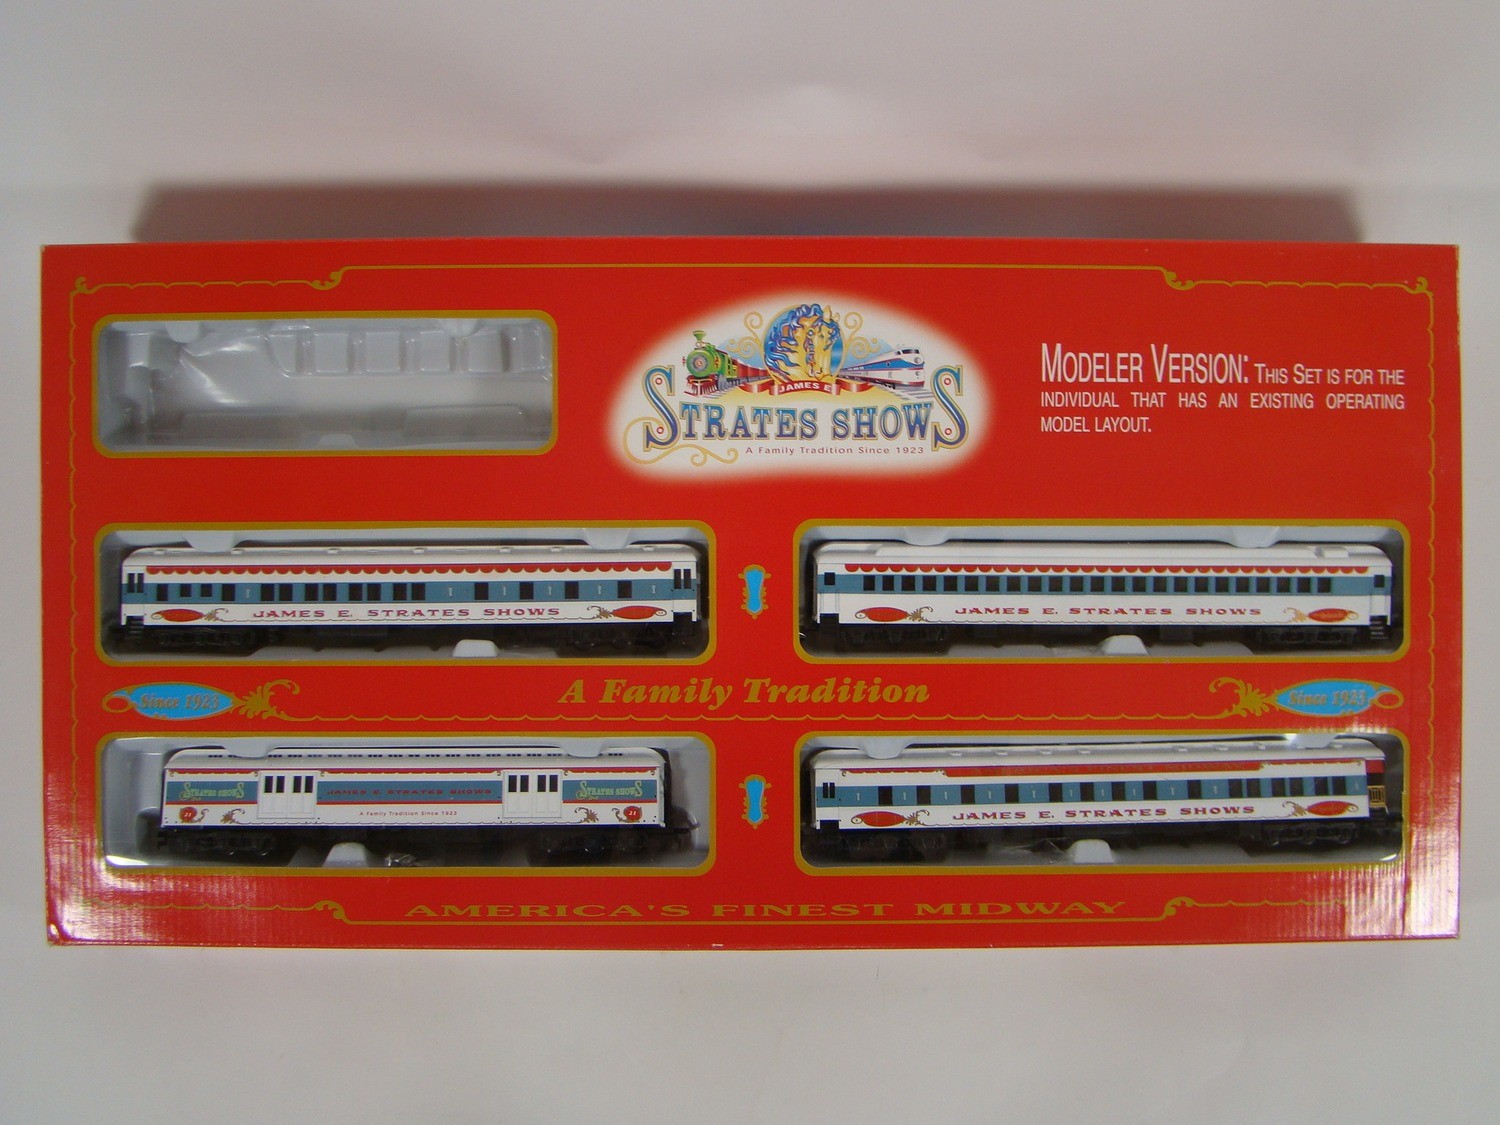 JAMES E.
STRATES SHOWS
A Family Tradition Since 1923
MODELER VERSION: THIS SET IS FOR THE
INDIVIDUAL THAT HAS AN EXISTING OPERATING
MODEL LAYOUT.
JAMES E. STRATES SHOWS
JAMES E. STRATES SHOWS
Since 1923
A Family Tradition
Since 1923
STRATES SHOWS
JAMES E. STRATES SHOWS
STRATES SHOWS
21
A Family Tradition Since 1923
21
JAMES E. STRATES SHOWS
AMERICA'S FINEST MIDWAY